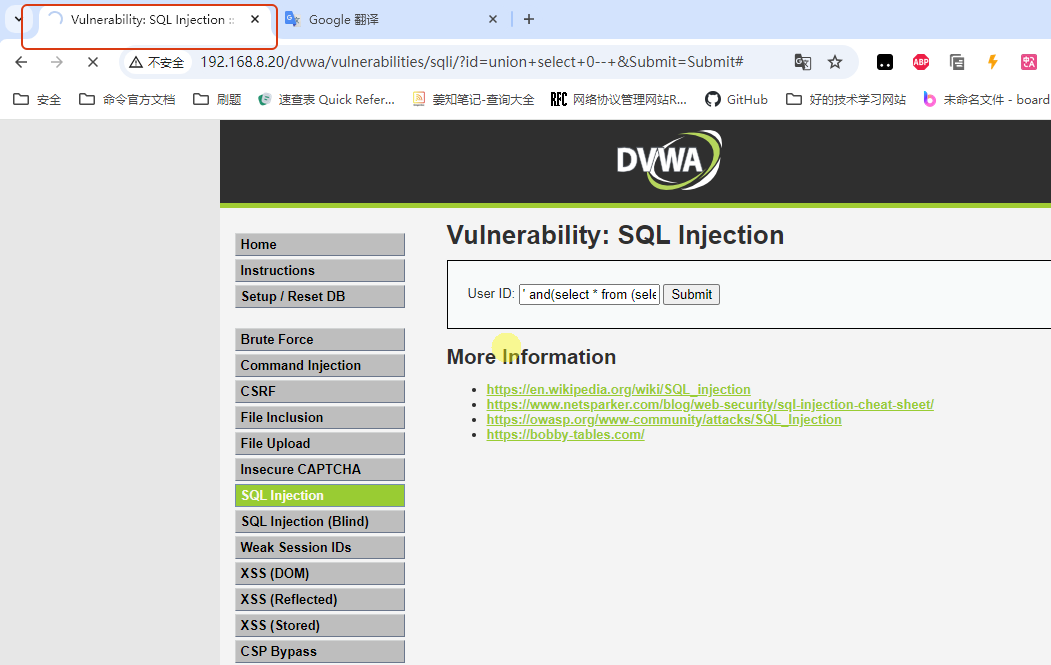 Vulnerability: SQL Injection ::
Google 翻译
不安全
192.168.8.20/dvwa/vulnerabilities/sqli/?id=union+select+0--+&Submit=Submit#
ABP
安全
命令官方文档
刷题
速查表 Quick Refer...
姜知笔记-查询大全
RFC 网络协议管理网站R...
GitHub
好的技术学习网站
未命名文件 - board
DVWA
Vulnerability: SQL Injection
User ID: ' and(select * from (sele Submit
More Information
https://en.wikipedia.org/wiki/SQL_injection
https://www.netsparker.com/blog/web-security/sql-injection-cheat-sheet/
https://owasp.org/www-community/attacks/SQL_Injection
https://bobby-tables.com/
Home
Instructions
Setup / Reset DB
Brute Force
Command Injection
CSRF
File Inclusion
File Upload
Insecure CAPTCHA
SQL Injection
SQL Injection (Blind)
Weak Session IDs
XSS (DOM)
XSS (Reflected)
XSS (Stored)
CSP Bypass